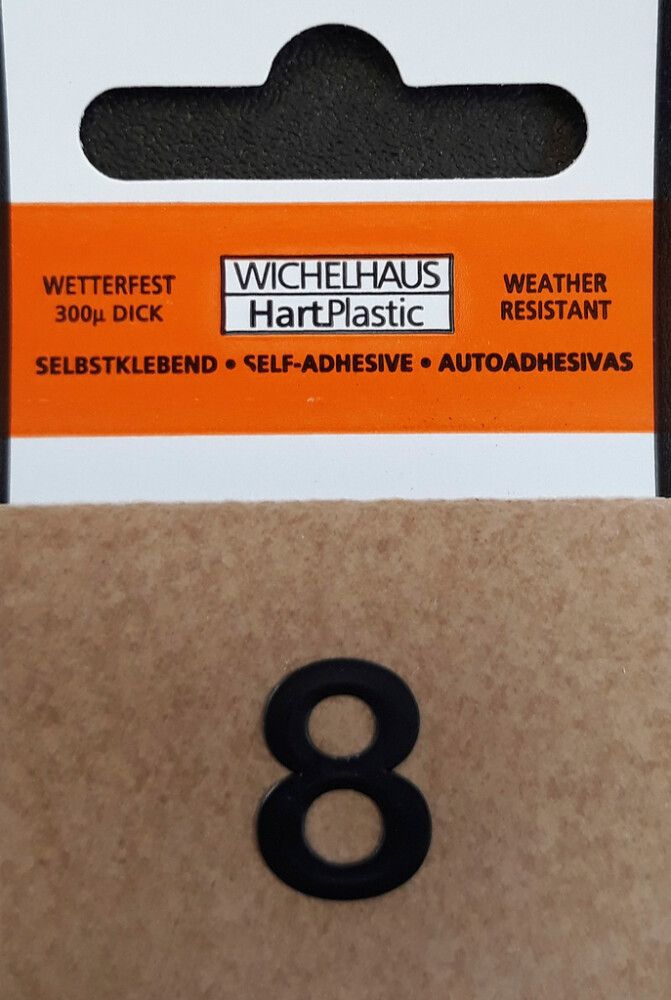 WETTERFEST
300µ DICK
WICHELHAUS
HartPlastic
WEATHER
RESISTANT
SELBSTKLEBEND • SELF-ADHESIVE • AUTOADHESIVAS
8